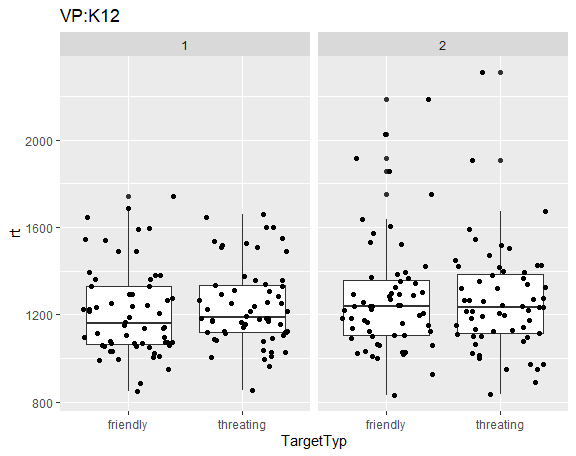 VP:K12
1 2
2000
1600
1200
800
rt
friendly threating friendly threating
TargetTyp